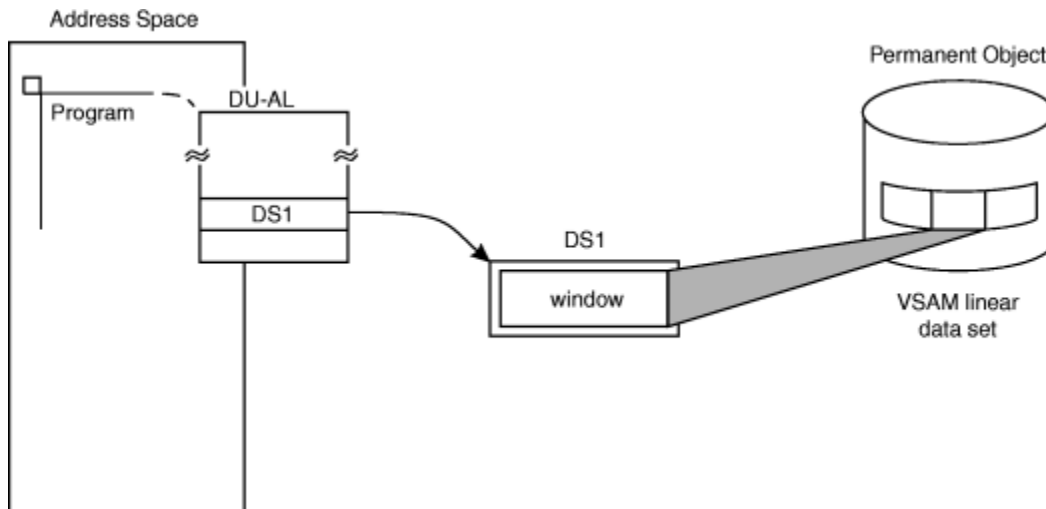 Address Space
Program
DU-AL
DS1
DS1
window
Permanent Object
VSAM linear
data set